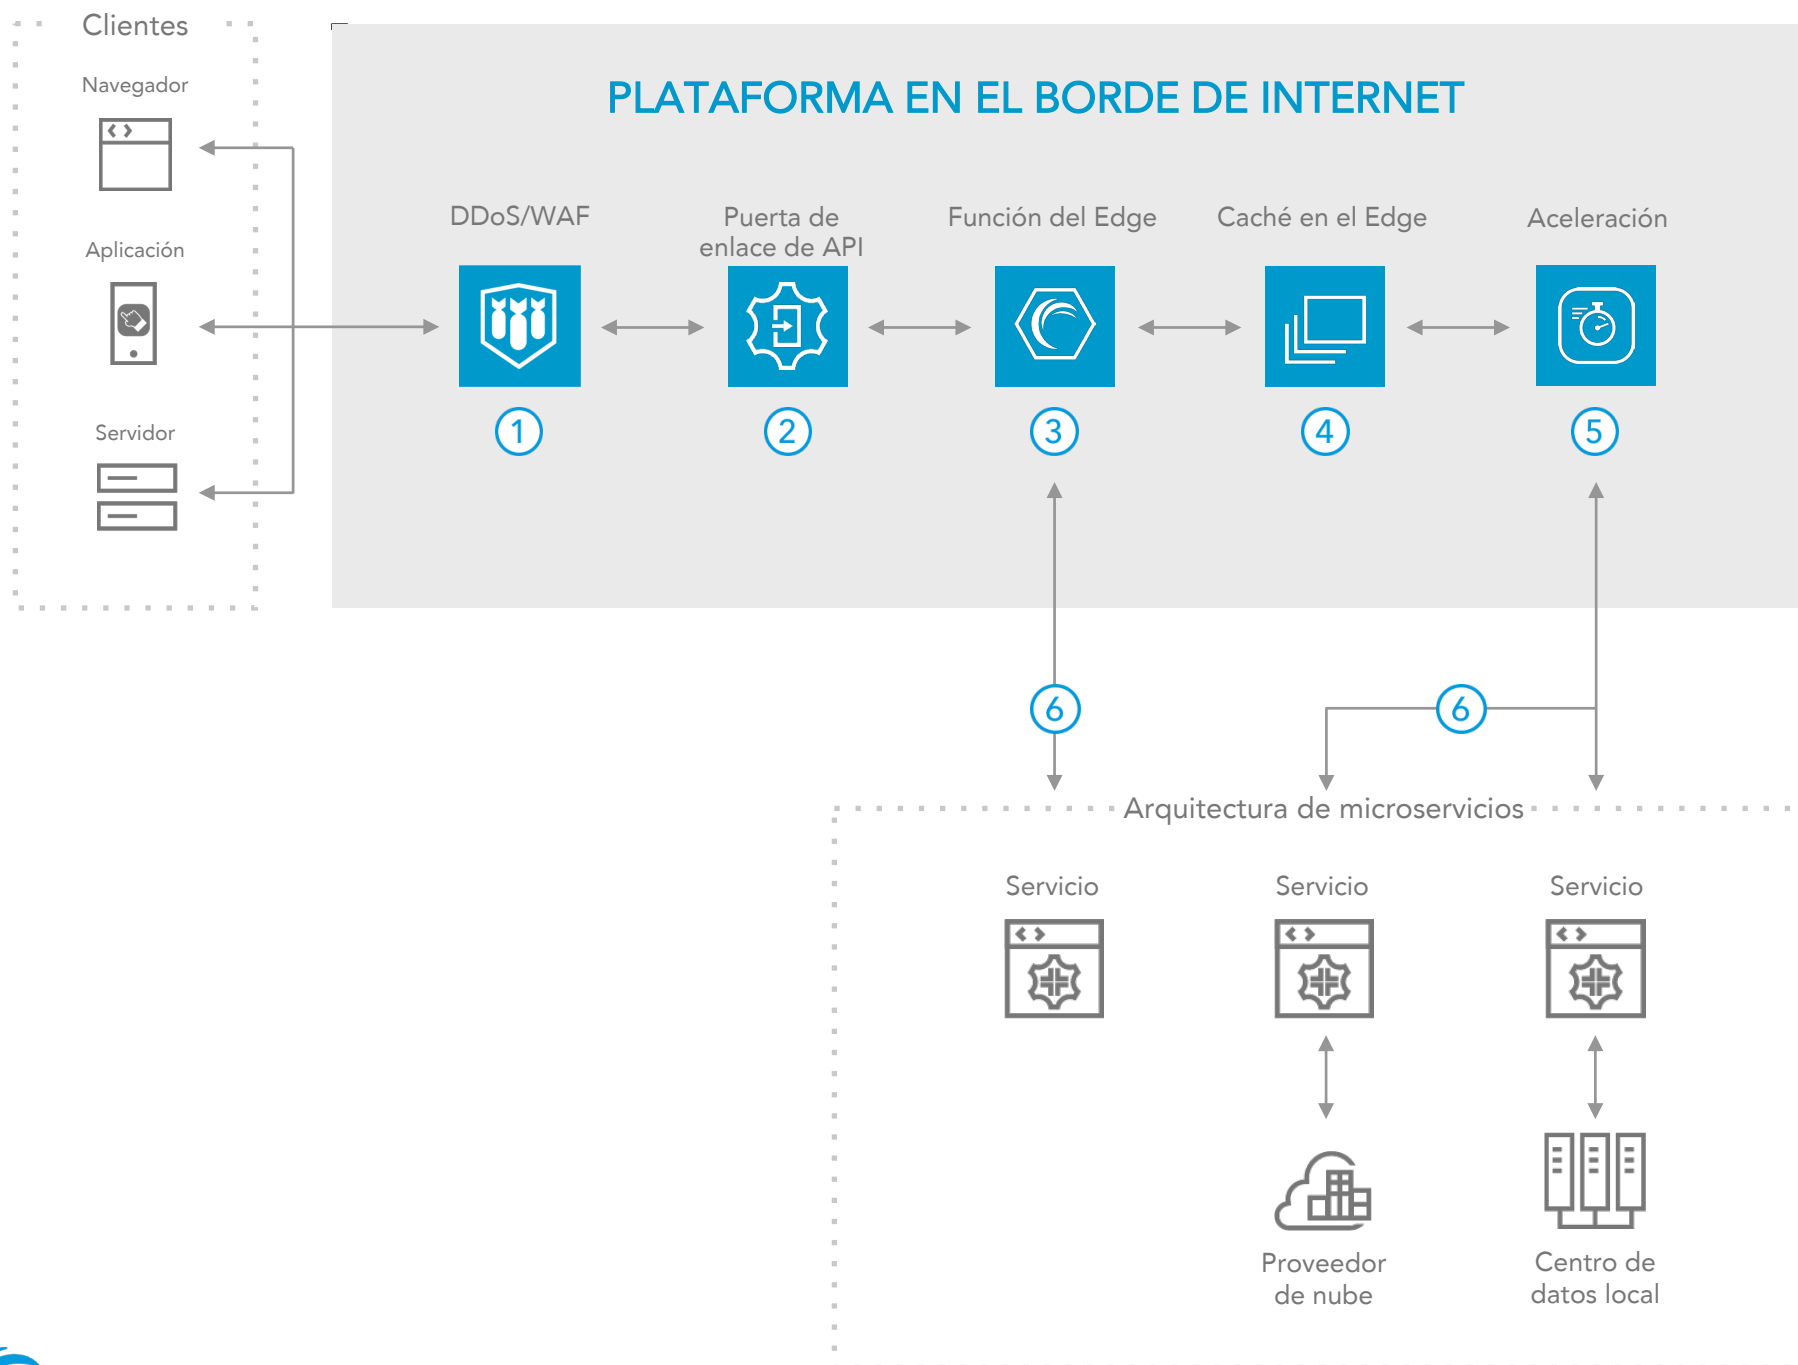 Clientes
Navegador
Aplicación
Servidor
PLATAFORMA EN EL BORDE DE INTERNET
DDoS/WAF
Puerta de
enlace de API
Función del Edge
Caché en el Edge
Aceleración
1
2
3
4
5
6
6
Arquitectura de microservicios
Servicio
Servicio
Servicio
Proveedor
de nube
Centro de
datos local